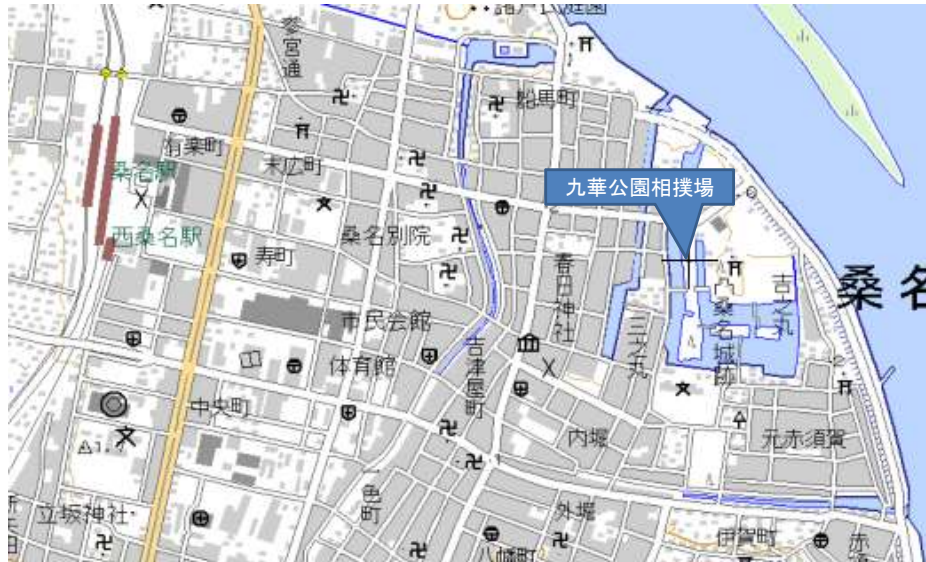 参宮通
船馬町
有楽町
末広町
桑名駅
九華公園相撲場
西桑名駅
寿町
桑名別院
春日神社
吉之丸
桑名
桑名城跡
三之丸
市民会館
体育館
吉津屋町
中央町
内堀
元赤須賀
一色町
立坂神社
外堀
八幡町
伊賀町